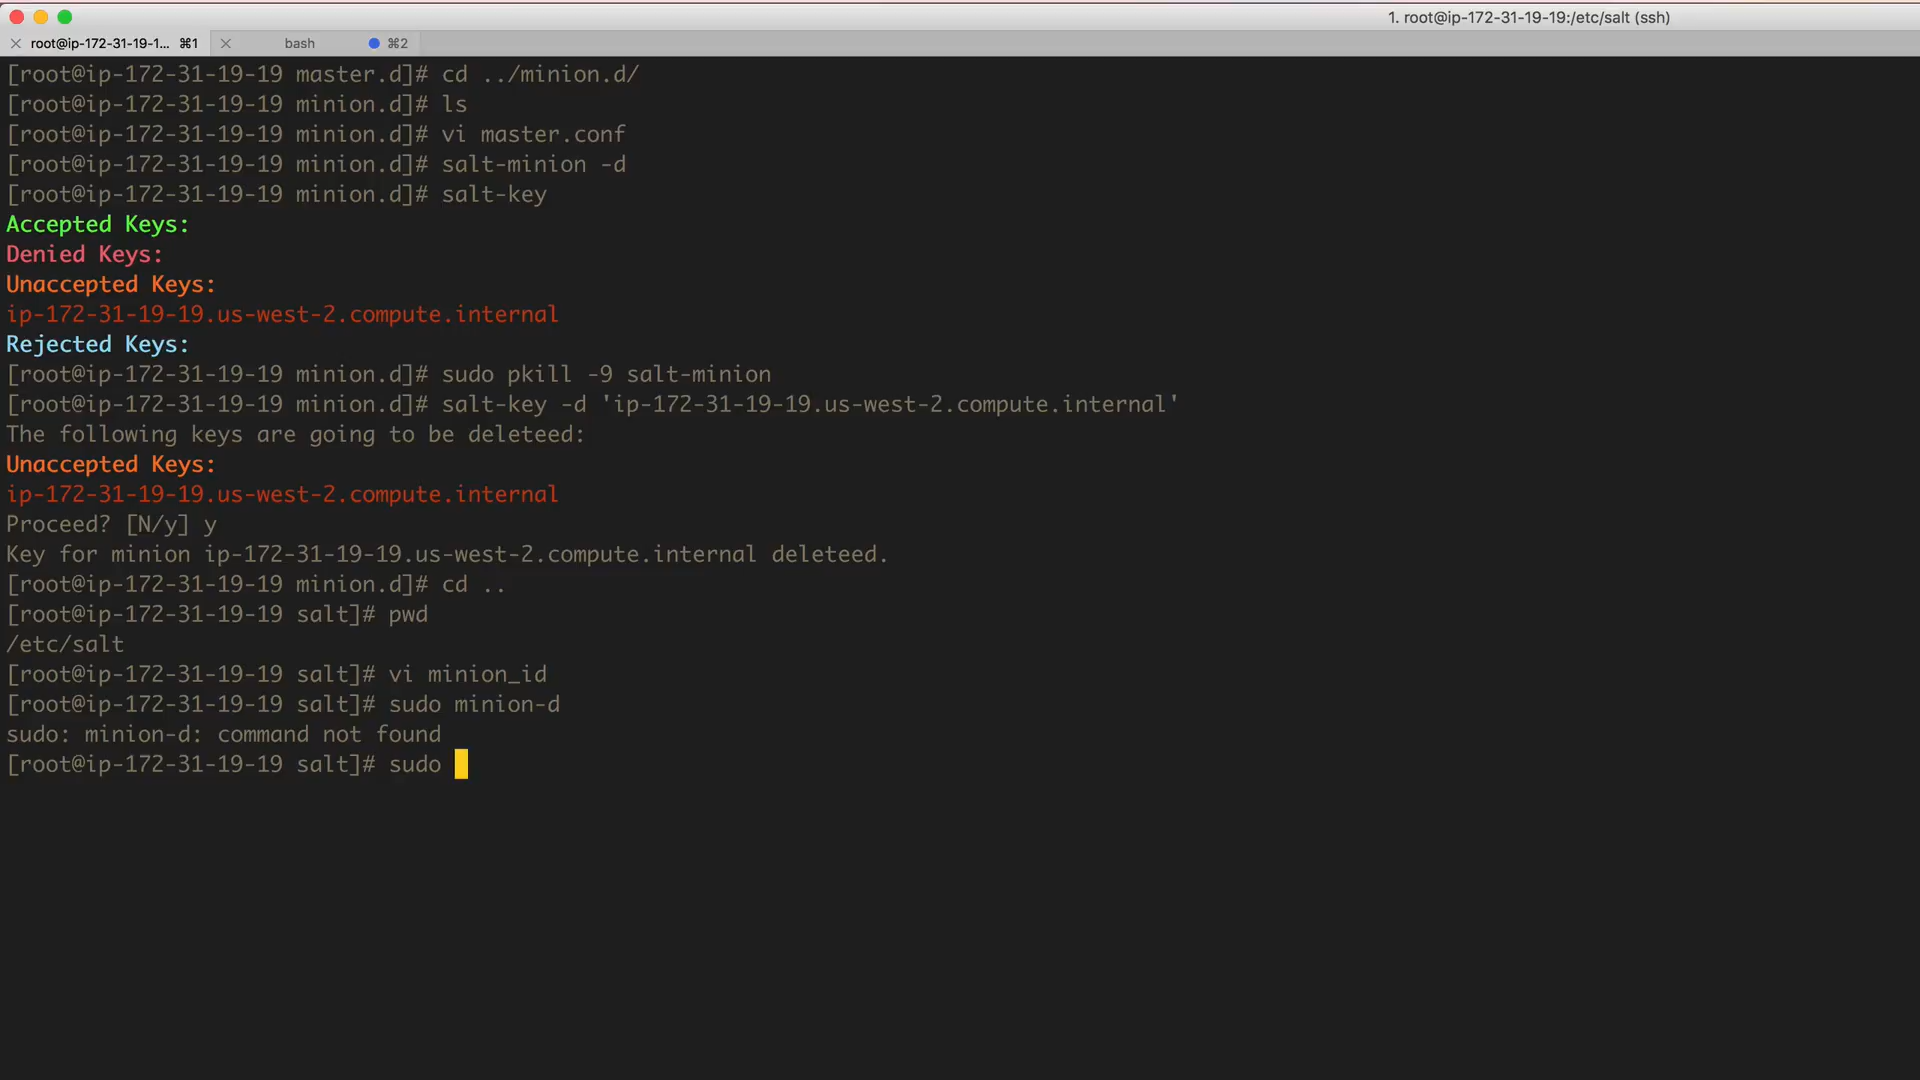 1. root@ip-172-31-19-19:/etc/salt (ssh)
root@ip-172-31-19-1... ⌘1
bash ⌘2
[root@ip-172-31-19-19 master.d]# cd ../minion.d/
[root@ip-172-31-19-19 minion.d]# ls
[root@ip-172-31-19-19 minion.d]# vi master.conf
[root@ip-172-31-19-19 minion.d]# salt-minion -d
[root@ip-172-31-19-19 minion.d]# salt-key
Accepted Keys:
Denied Keys:
Unaccepted Keys:
ip-172-31-19-19.us-west-2.compute.internal
Rejected Keys:
[root@ip-172-31-19-19 minion.d]# sudo pkill -9 salt-minion
[root@ip-172-31-19-19 minion.d]# salt-key -d 'ip-172-31-19-19.us-west-2.compute.internal'
The following keys are going to be deleteed:
Unaccepted Keys:
ip-172-31-19-19.us-west-2.compute.internal
Proceed? [N/y] y
Key for minion ip-172-31-19-19.us-west-2.compute.internal deleteed.
[root@ip-172-31-19-19 minion.d]# cd ..
[root@ip-172-31-19-19 salt]# pwd
/etc/salt
[root@ip-172-31-19-19 salt]# vi minion_id
[root@ip-172-31-19-19 salt]# sudo minion-d
sudo: minion-d: command not found
[root@ip-172-31-19-19 salt]# sudo